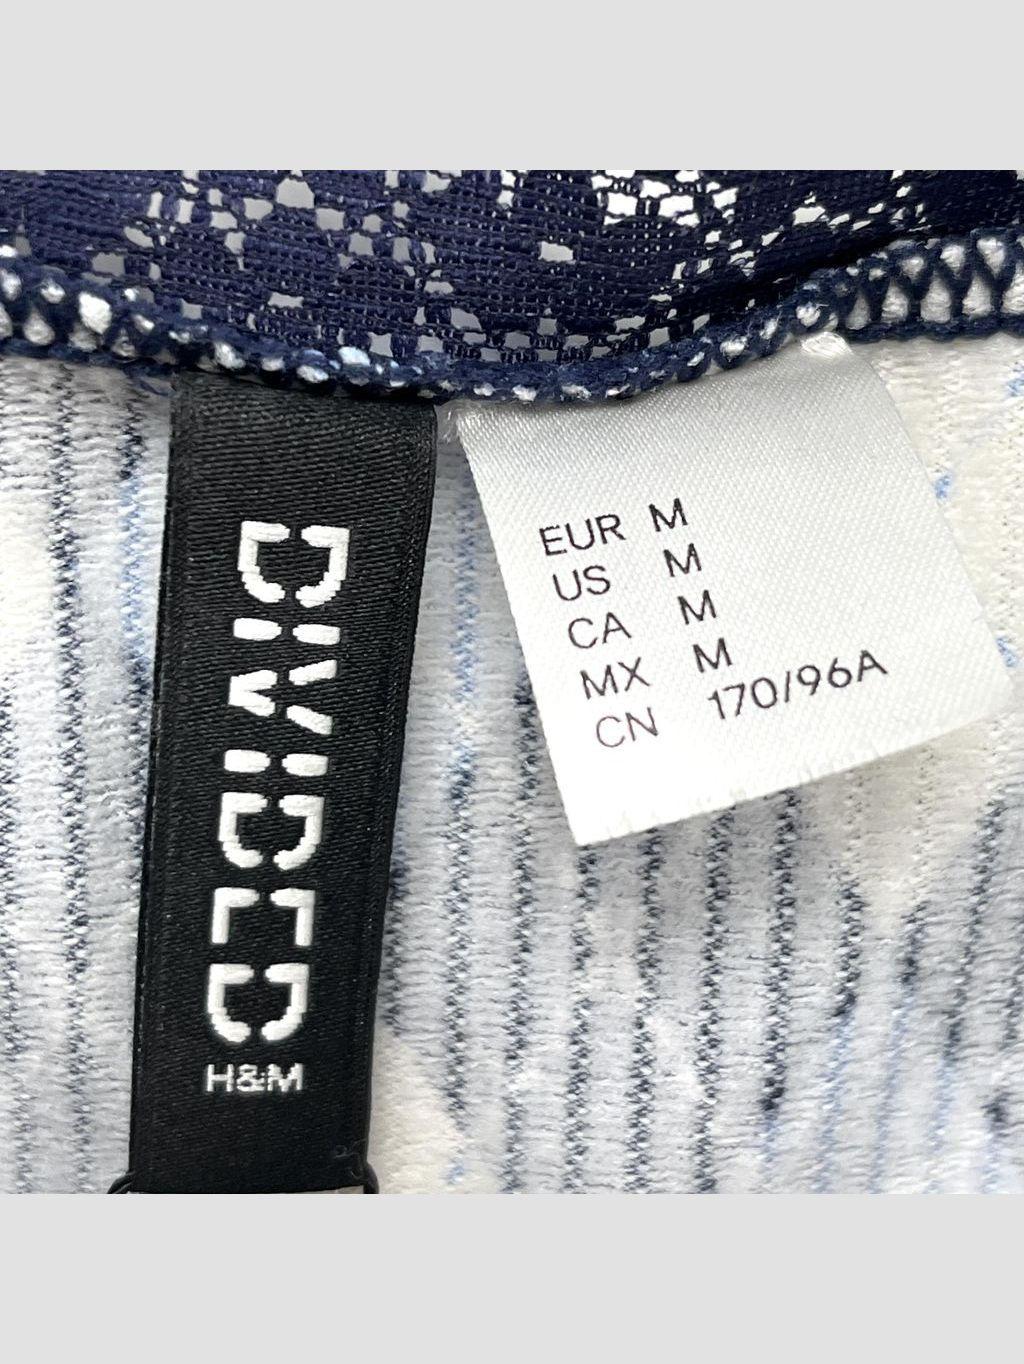 DIVIDED
H&M
EUR M
US M
CA M
MX M
CN 170/96A